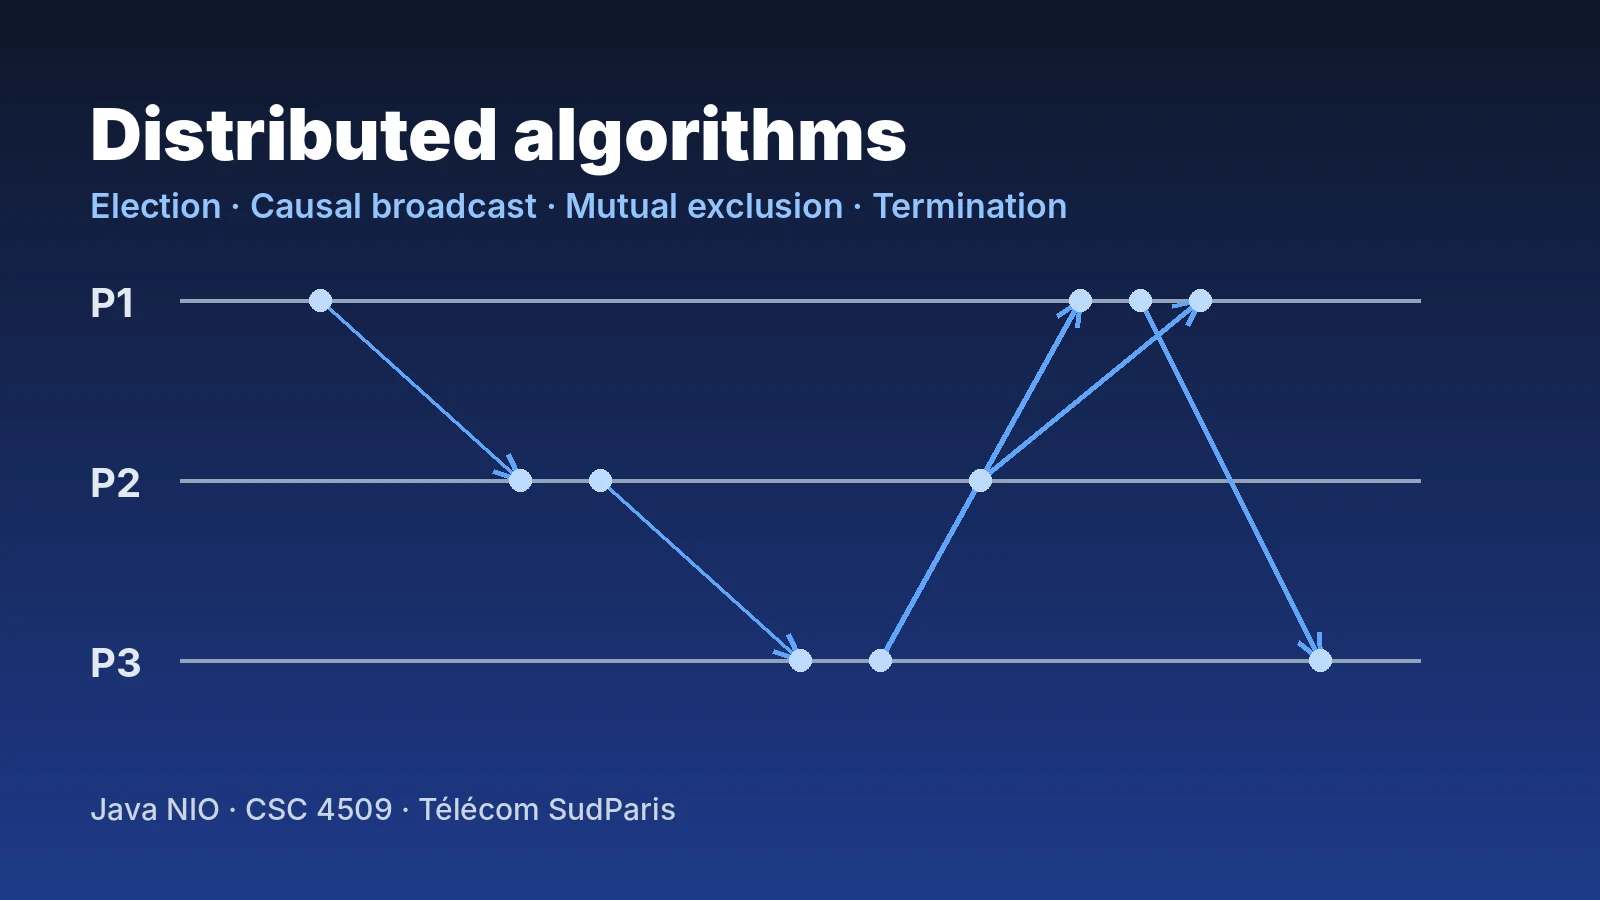 Distributed algorithms
Election · Causal broadcast · Mutual exclusion · Termination
P1
P2
P3
Java NIO · CSC 4509 · Télécom SudParis